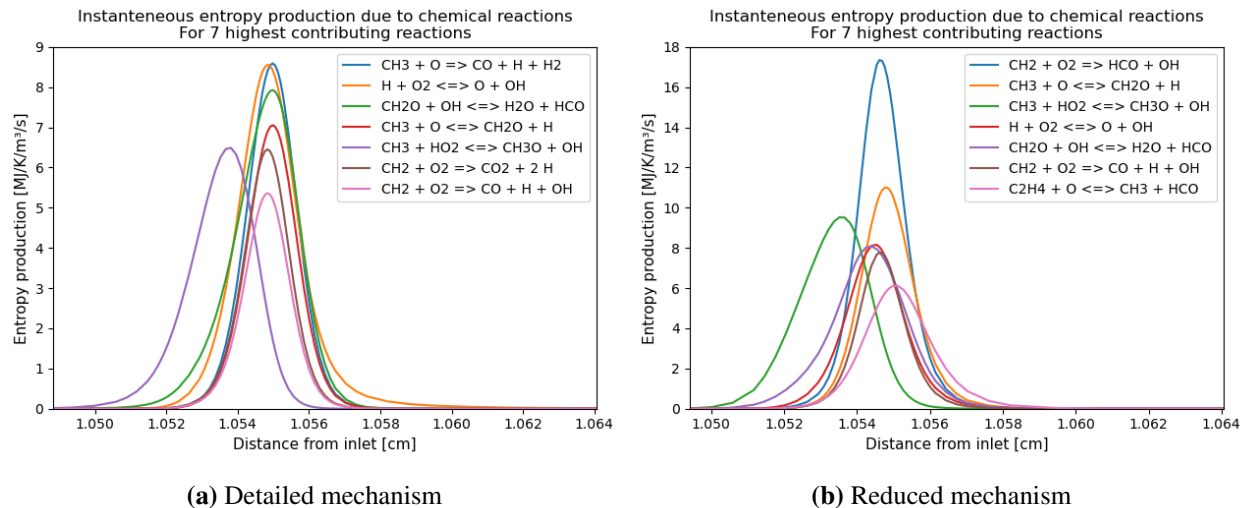 Instanteneous entropy production due to chemical reactions
For 7 highest contributing reactions
Entropy production [MJ/K/m³/s]
9
8
7
6
5
4
3
2
1
0
CH3 + O => CO + H + H2
H + O2 <=> O + OH
CH2O + OH <=> H2O + HCO
CH3 + O <=> CH2O + H
CH3 + HO2 <=> CH3O + OH
CH2 + O2 => CO2 + 2 H
CH2 + O2 => CO + H + OH
1.050 1.052 1.054 1.056 1.058 1.060 1.062 1.064
Distance from inlet [cm]
(a) Detailed mechanism
Instanteneous entropy production due to chemical reactions
For 7 highest contributing reactions
Entropy production [MJ/K/m³/s]
18
16
14
12
10
8
6
4
2
0
CH2 + O2 => HCO + OH
CH3 + O <=> CH2O + H
CH3 + HO2 <=> CH3O + OH
H + O2 <=> O + OH
CH2O + OH <=> H2O + HCO
CH2 + O2 => CO + H + OH
C2H4 + O <=> CH3 + HCO
1.050 1.052 1.054 1.056 1.058 1.060 1.062 1.064
Distance from inlet [cm]
(b) Reduced mechanism